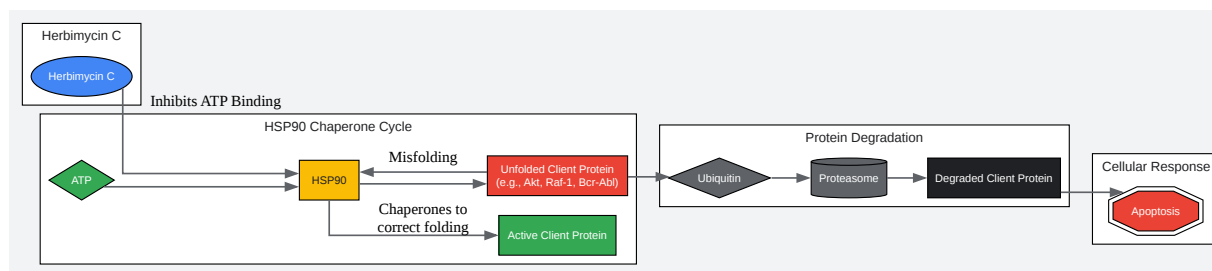 Herbimycin C
Herbimycin C
Inhibits ATP Binding
HSP90 Chaperone Cycle
ATP
HSP90
Misfolding
Unfolded Client Protein
(e.g., Akt, Raf-1, Bcr-Abl)
Chaperones to
correct folding
Active Client Protein
Protein Degradation
Ubiquitin
Proteasome
Degraded Client Protein
Cellular Response
Apoptosis